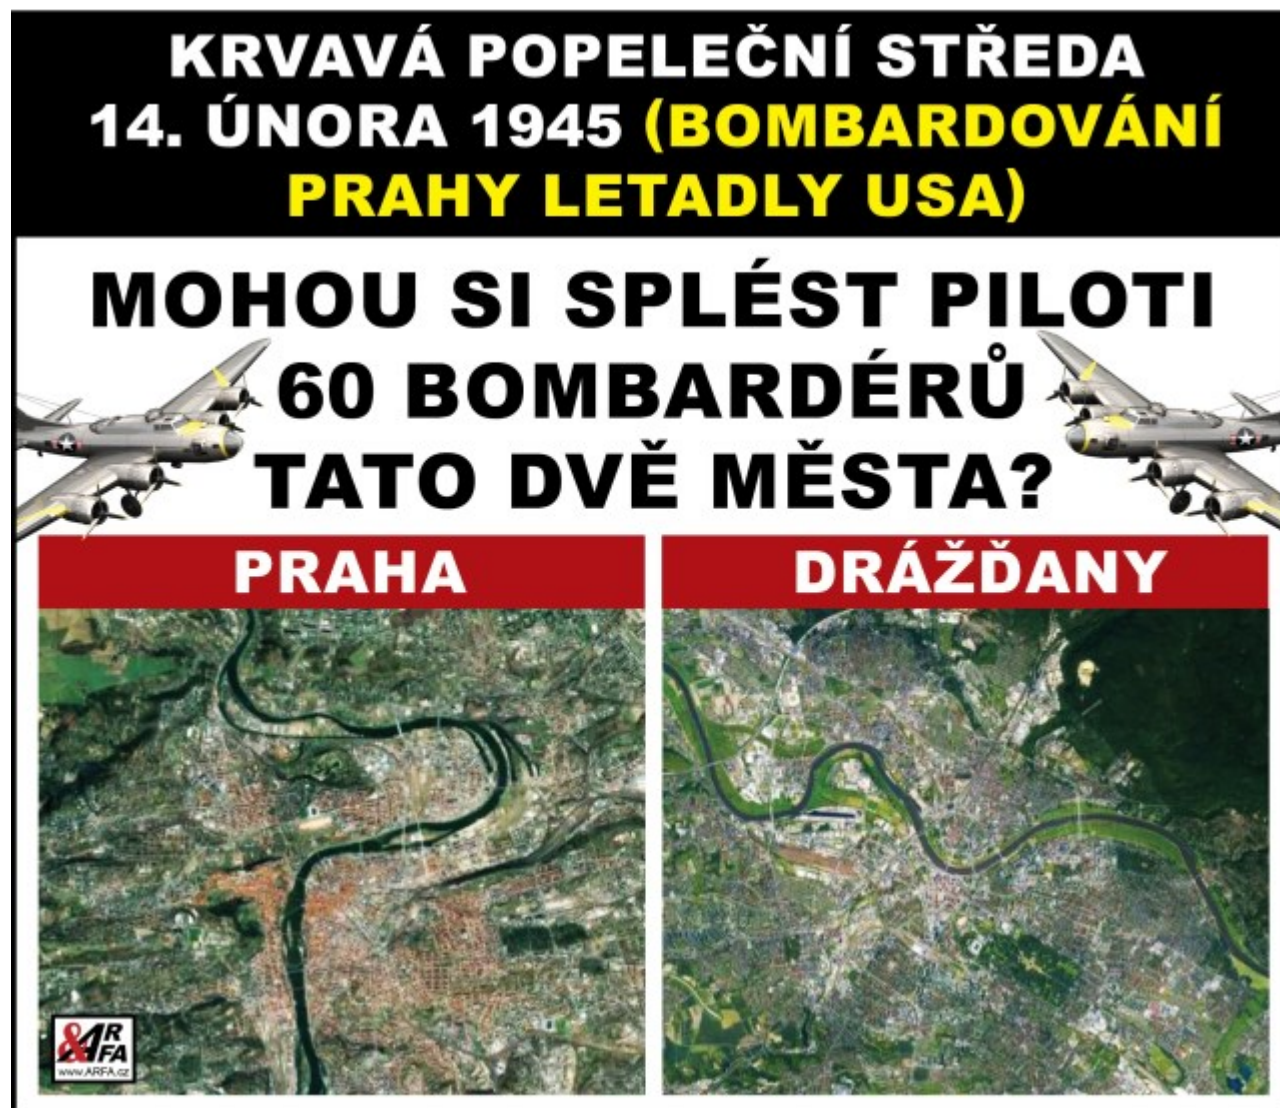 KRVAVÁ POPELEČNÍ STŘEDA
14. ÚNORA 1945 (BOMBARDOVÁNÍ
PRAHY LETADLY USA)
MOHOU SI SPLÉST PILOTI
60 BOMBARDÉRŮ
TATO DVĚ MĚSTA?
PRAHA
DRÁŽĎANY
&ARFA
www.ARFA.cz